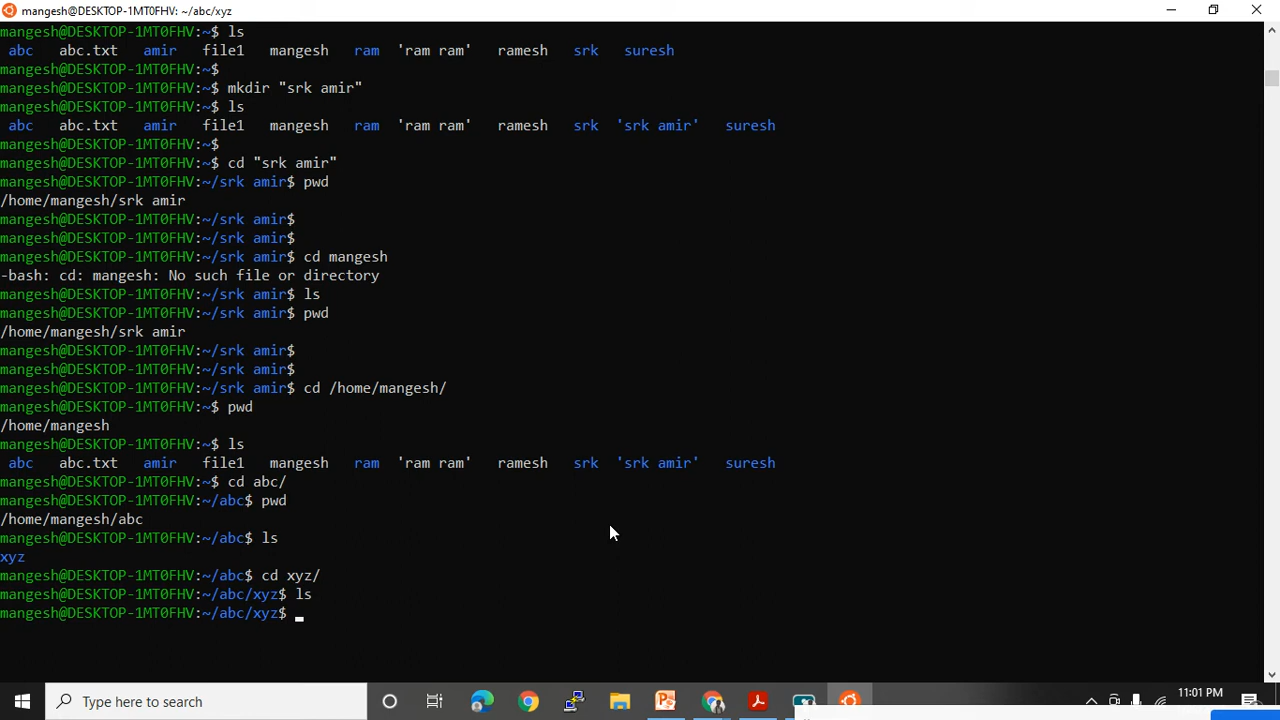 mangesh@DESKTOP-1MT0FHV: ~/abc/xyz
mangesh@DESKTOP-1MT0FHV:~$ ls
abc abc.txt amir file1 mangesh ram 'ram ram' ramesh srk suresh
mangesh@DESKTOP-1MT0FHV:~$
mangesh@DESKTOP-1MT0FHV:~$ mkdir "srk amir"
mangesh@DESKTOP-1MT0FHV:~$ ls
abc abc.txt amir file1 mangesh ram 'ram ram' ramesh srk 'srk amir' suresh
mangesh@DESKTOP-1MT0FHV:~$
mangesh@DESKTOP-1MT0FHV:~$ cd "srk amir"
mangesh@DESKTOP-1MT0FHV:~/srk amir$ pwd
/home/mangesh/srk amir
mangesh@DESKTOP-1MT0FHV:~/srk amir$
mangesh@DESKTOP-1MT0FHV:~/srk amir$
mangesh@DESKTOP-1MT0FHV:~/srk amir$ cd mangesh
-bash: cd: mangesh: No such file or directory
mangesh@DESKTOP-1MT0FHV:~/srk amir$ ls
mangesh@DESKTOP-1MT0FHV:~/srk amir$ pwd
/home/mangesh/srk amir
mangesh@DESKTOP-1MT0FHV:~/srk amir$
mangesh@DESKTOP-1MT0FHV:~/srk amir$
mangesh@DESKTOP-1MT0FHV:~/srk amir$ cd /home/mangesh/
mangesh@DESKTOP-1MT0FHV:~$ pwd
/home/mangesh
mangesh@DESKTOP-1MT0FHV:~$ ls
abc abc.txt amir file1 mangesh ram 'ram ram' ramesh srk 'srk amir' suresh
mangesh@DESKTOP-1MT0FHV:~$ cd abc/
mangesh@DESKTOP-1MT0FHV:~/abc$ pwd
/home/mangesh/abc
mangesh@DESKTOP-1MT0FHV:~/abc$ ls
xyz
mangesh@DESKTOP-1MT0FHV:~/abc$ cd xyz/
mangesh@DESKTOP-1MT0FHV:~/abc/xyz$ ls
mangesh@DESKTOP-1MT0FHV:~/abc/xyz$
Type here to search
11:01 PM